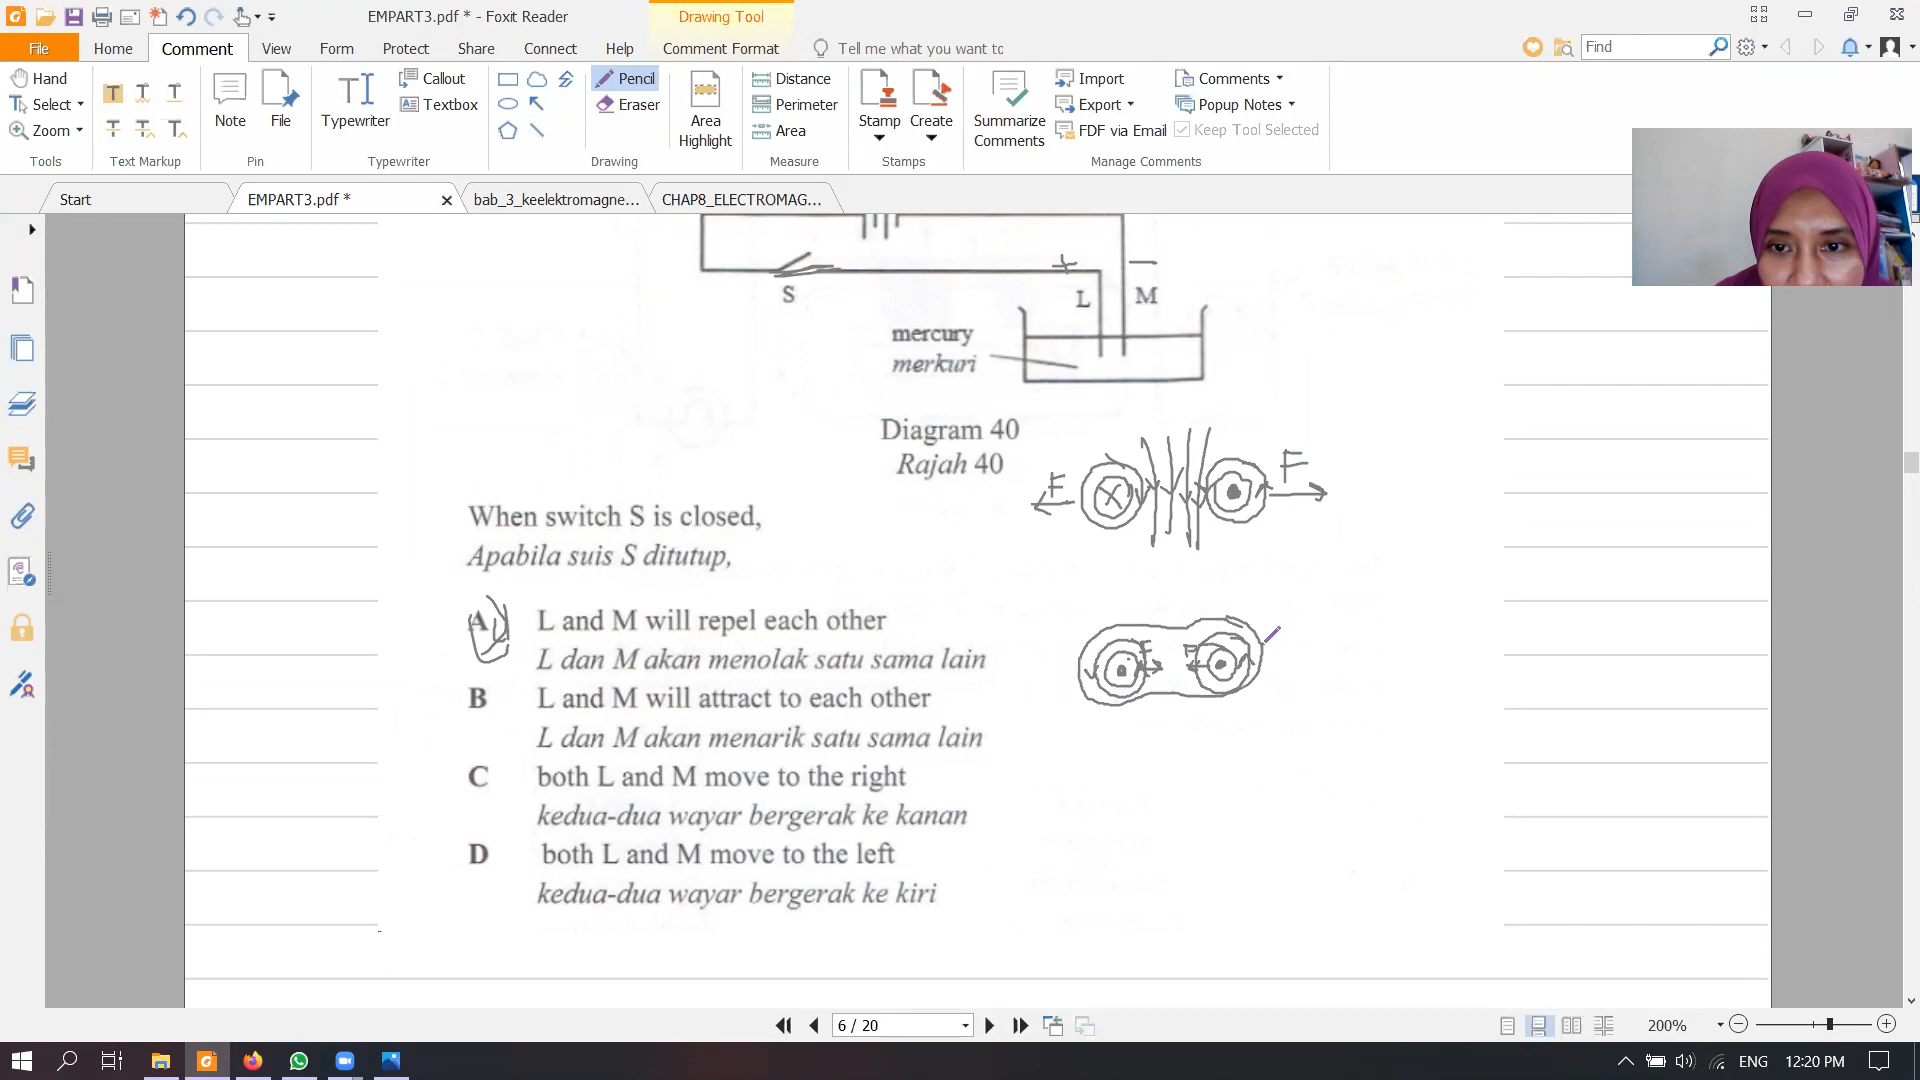 EMPART3.pdf * - Foxit Reader
Drawing Tool
File
Home
Comment
View
Form
Protect
Share
Connect
Help
Comment Format
Tell me what you want to
Find
Hand
Select
Zoom
Tools
Text Markup
Note
File
Pin
Typewriter
Callout
Textbox
Typewriter
Pencil
Eraser
Area
Highlight
Drawing
Distance
Perimeter
Area
Measure
Stamp
Create
Stamps
Summarize
Comments
Import
Export
FDF via Email
Comments
Popup Notes
Keep Tool Selected
Manage Comments
Start
EMPART3.pdf *
bab_3_keelektromagne...
CHAP8_ELECTROMAG...
+
−
S
L
M
mercury
merkuri
Diagram 40
Rajah 40
F
F
When switch S is closed,
Apabila suis S ditutup,
A L and M will repel each other
L dan M akan menolak satu sama lain
F
F
B L and M will attract to each other
L dan M akan menarik satu sama lain
C both L and M move to the right
kedua-dua wayar bergerak ke kanan
D both L and M move to the left
kedua-dua wayar bergerak ke kiri
6 / 20
200%
ENG
12:20 PM